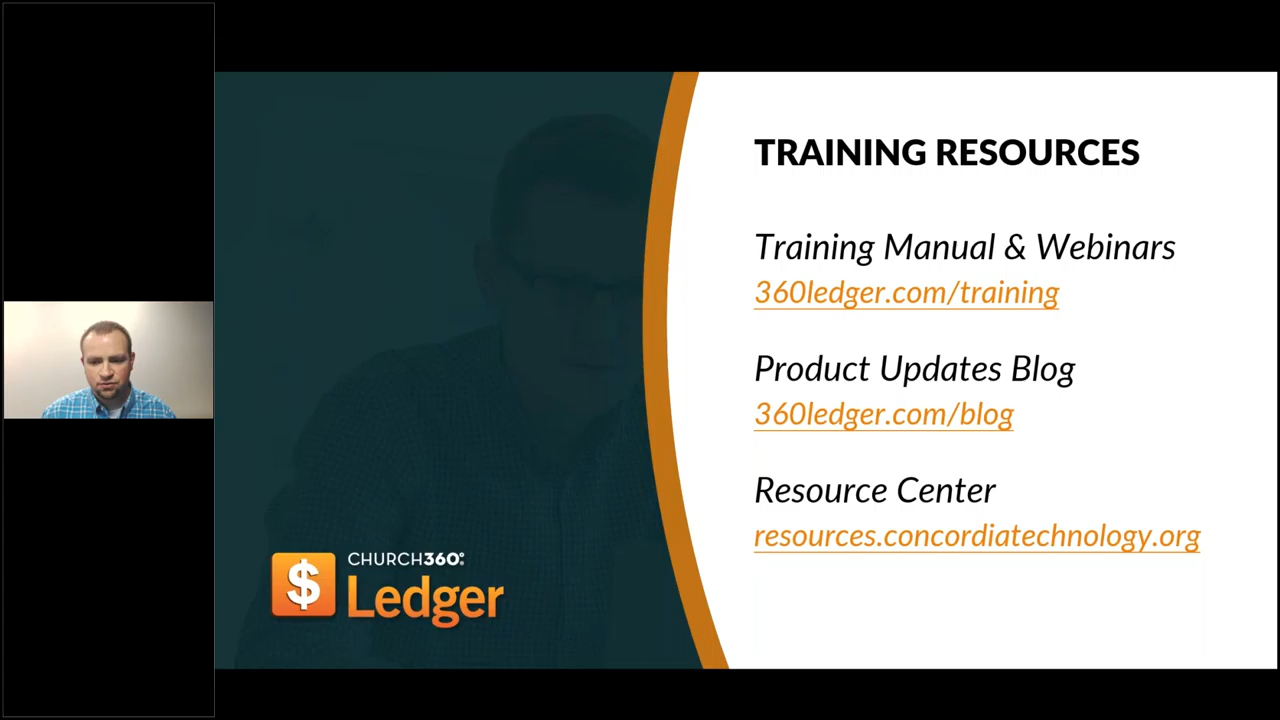 TRAINING RESOURCES
Training Manual & Webinars
360ledger.com/training
Product Updates Blog
360ledger.com/blog
Resource Center
resources.concordiatechnology.org
$
CHURCH360°
Ledger